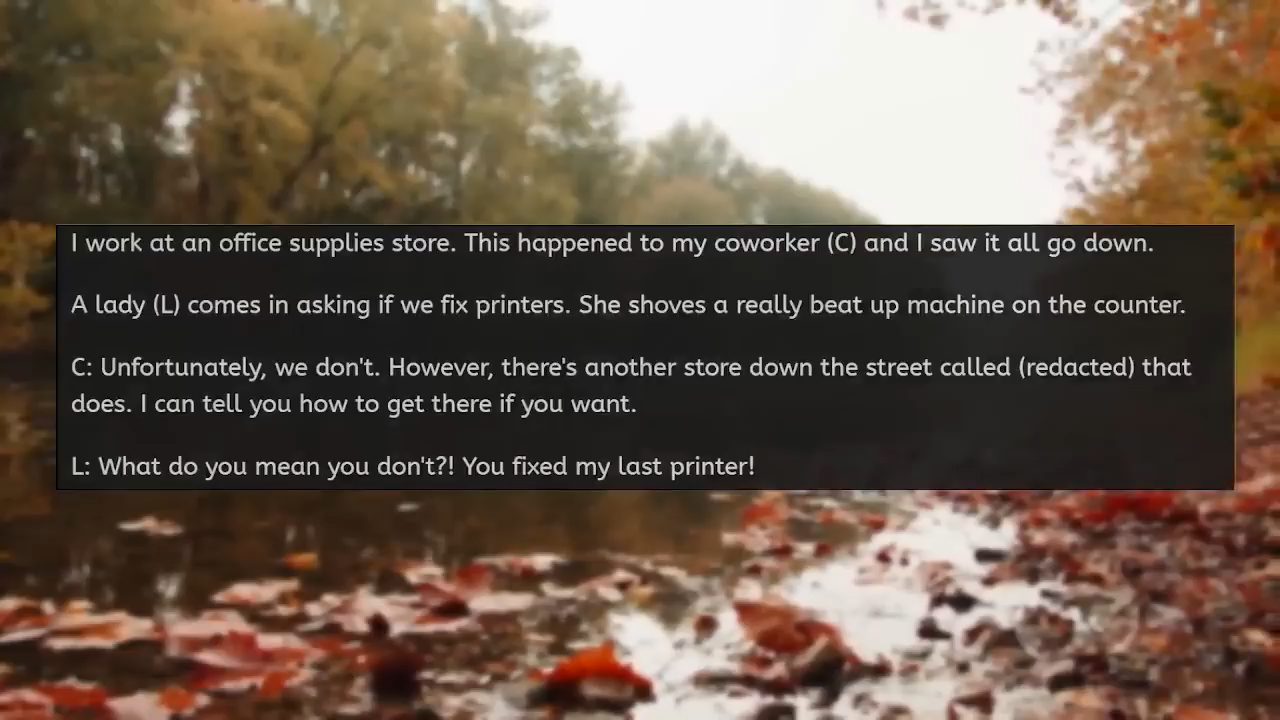 I work at an office supplies store. This happened to my coworker (C) and I saw it all go down.
A lady (L) comes in asking if we fix printers. She shoves a really beat up machine on the counter.
C: Unfortunately, we don't. However, there's another store down the street called (redacted) that
does. I can tell you how to get there if you want.
L: What do you mean you don't?! You fixed my last printer!